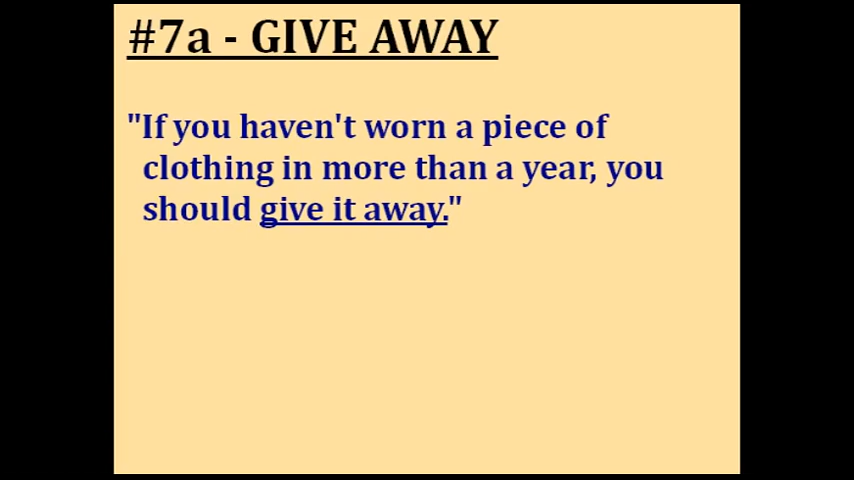 #7a - GIVE AWAY
"If you haven't worn a piece of
clothing in more than a year, you
should give it away."